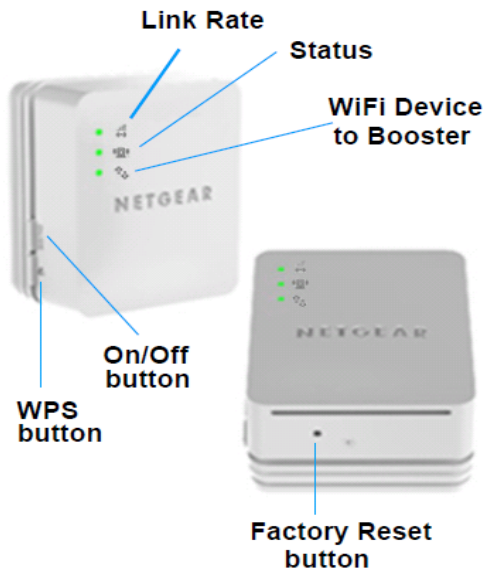 Link Rate
Status
WiFi Device
to Booster
NETGEAR
NETGEAR
On/Off
button
WPS
button
Factory Reset
button